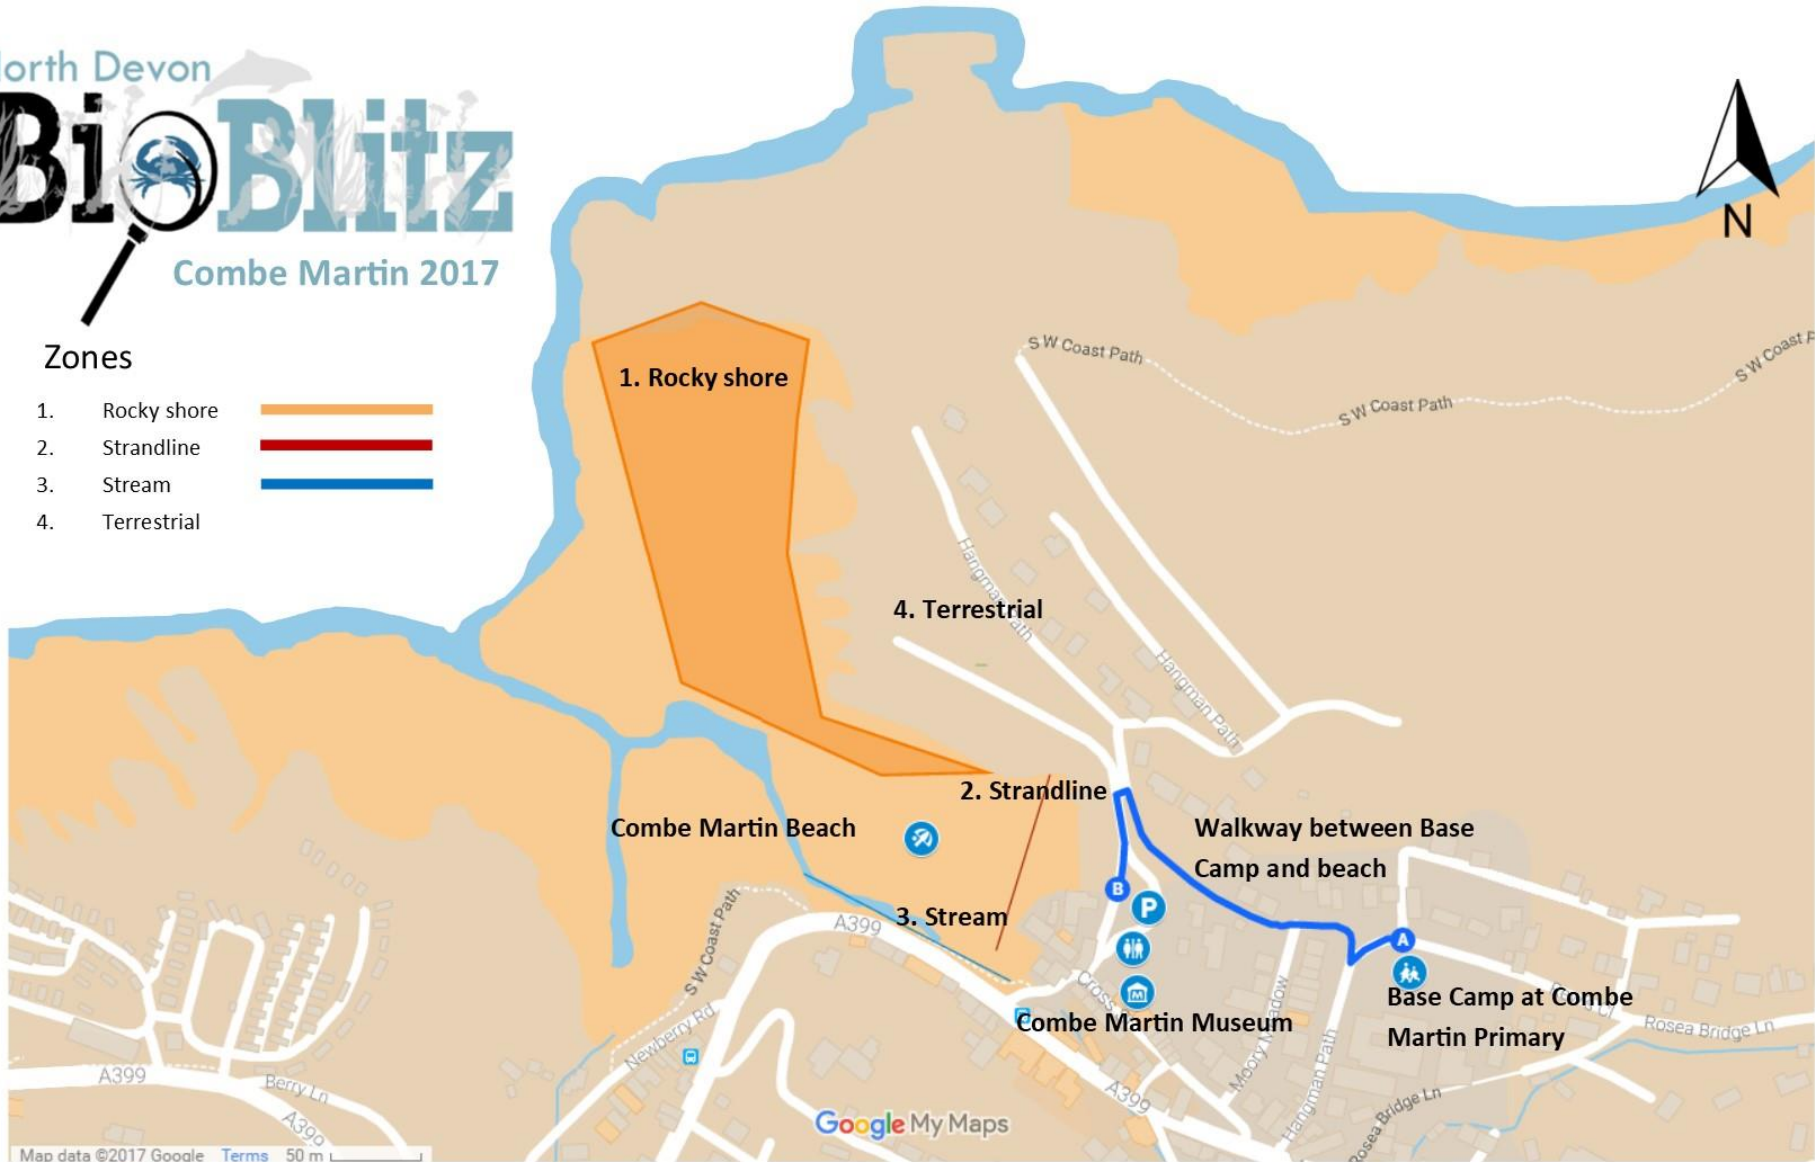 North Devon
BioBlitz
Combe Martin 2017
Zones
1. Rocky shore
2. Strandline
3. Stream
4. Terrestrial
N
S W Coast Path
S W Coast Path
S W Coast P
1. Rocky shore
Hangman Path
4. Terrestrial
Hangman Path
2. Strandline
Combe Martin Beach
Walkway between Base
Camp and beach
B
P
A
3. Stream
A399
S W Coast Path
Newberry Rd
Cross
M
Combe Martin Museum
Base Camp at Combe
Martin Primary
Rosea Bridge Ln
Moory Meadow
Hangman Path
Rosea Bridge Ln
A399
A399
Berry Ln
A399
Google My Maps
Map data ©2017 Google Terms 50 m